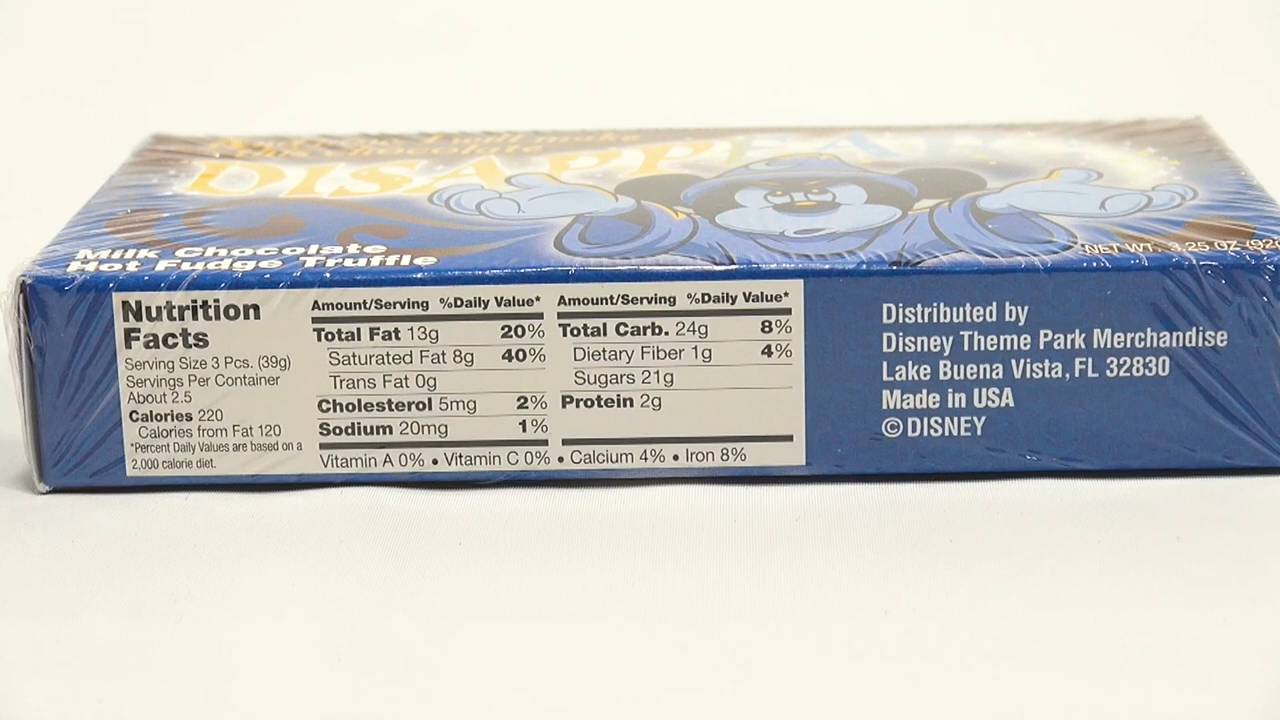 I will make
this chocolate
DISAPPEAR
Milk Chocolate
Hot Fudge Truffle
NET WT. 3.25 OZ (92g
Nutrition
Facts
Serving Size 3 Pcs. (39g)
Servings Per Container
About 2.5
Calories 220
Calories from Fat 120
*Percent Daily Values are based on a
2,000 calorie diet.
Amount/Serving %Daily Value*
Total Fat 13g 20%
Saturated Fat 8g 40%
Trans Fat 0g
Cholesterol 5mg 2%
Sodium 20mg 1%
Amount/Serving %Daily Value*
Total Carb. 24g 8%
Dietary Fiber 1g 4%
Sugars 21g
Protein 2g
Vitamin A 0% • Vitamin C 0% • Calcium 4% • Iron 8%
Distributed by
Disney Theme Park Merchandise
Lake Buena Vista, FL 32830
Made in USA
© DISNEY